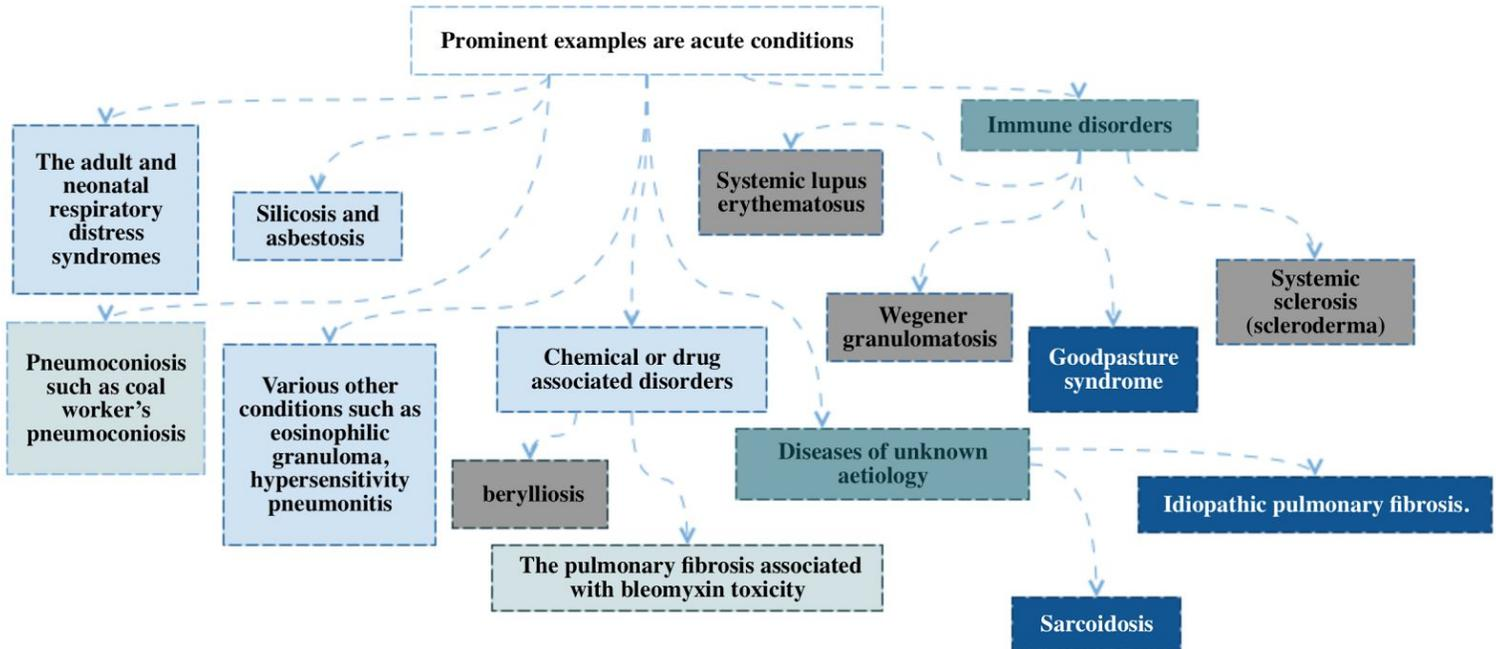 Prominent examples are acute conditions
The adult and
neonatal
respiratory
distress
syndromes
Silicosis and
asbestosis
Systemic lupus
erythematosus
Immune disorders
Wegener
granulomatosis
Goodpasture
syndrome
Systemic
sclerosis
(scleroderma)
Pneumoconiosis
such as coal
worker’s
pneumoconiosis
Various other
conditions such as
eosinophilic
granuloma,
hypersensitivity
pneumonitis
Chemical or drug
associated disorders
berylliosis
The pulmonary fibrosis associated
with bleomyxin toxicity
Diseases of unknown
aetiology
Idiopathic pulmonary fibrosis.
Sarcoidosis